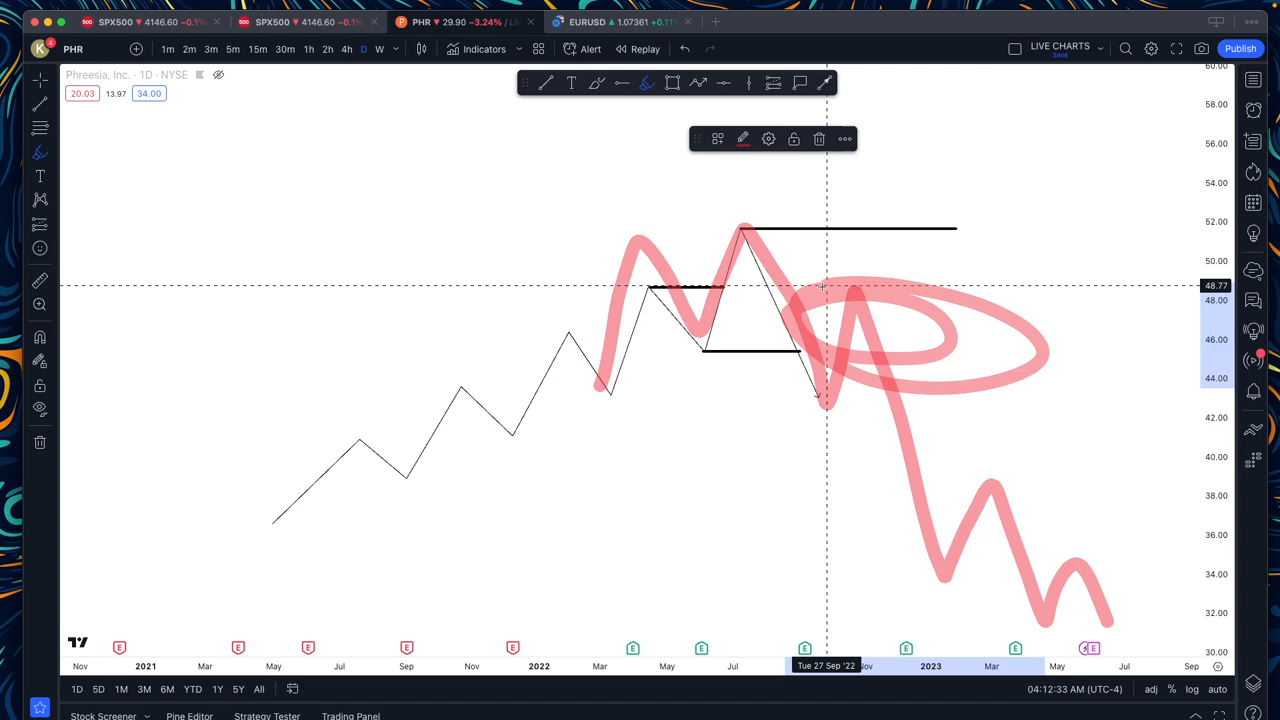 500 SPX500 ▼ 4146.60 −0.1% ×
500 SPX500 ▼ 4146.60 −0.1% ×
P PHR ▼ 29.90 −3.24% / LIV ×
EURUSD ▲ 1.07361 +0.11% ×
K 4 PHR 1m 2m 3m 5m 15m 30m 1h 2h 4h D W Indicators Alert Replay LIVE CHARTS Save Publish
Phreesia, Inc. · 1D · NYSE
20.03 13.97 34.00
60.00
58.00
56.00
54.00
52.00
50.00
48.77
48.00
46.00
44.00
42.00
40.00
38.00
36.00
34.00
32.00
30.00
E E E E E E E E E E E
Nov 2021 Mar May Jul Sep Nov 2022 Mar May Jul Tue 27 Sep '22 Nov 2023 Mar May Jul Sep
1D 5D 1M 3M 6M YTD 1Y 5Y All 04:12:33 AM (UTC-4) adj % log auto
Stock Screener Pine Editor Strategy Tester Trading Panel